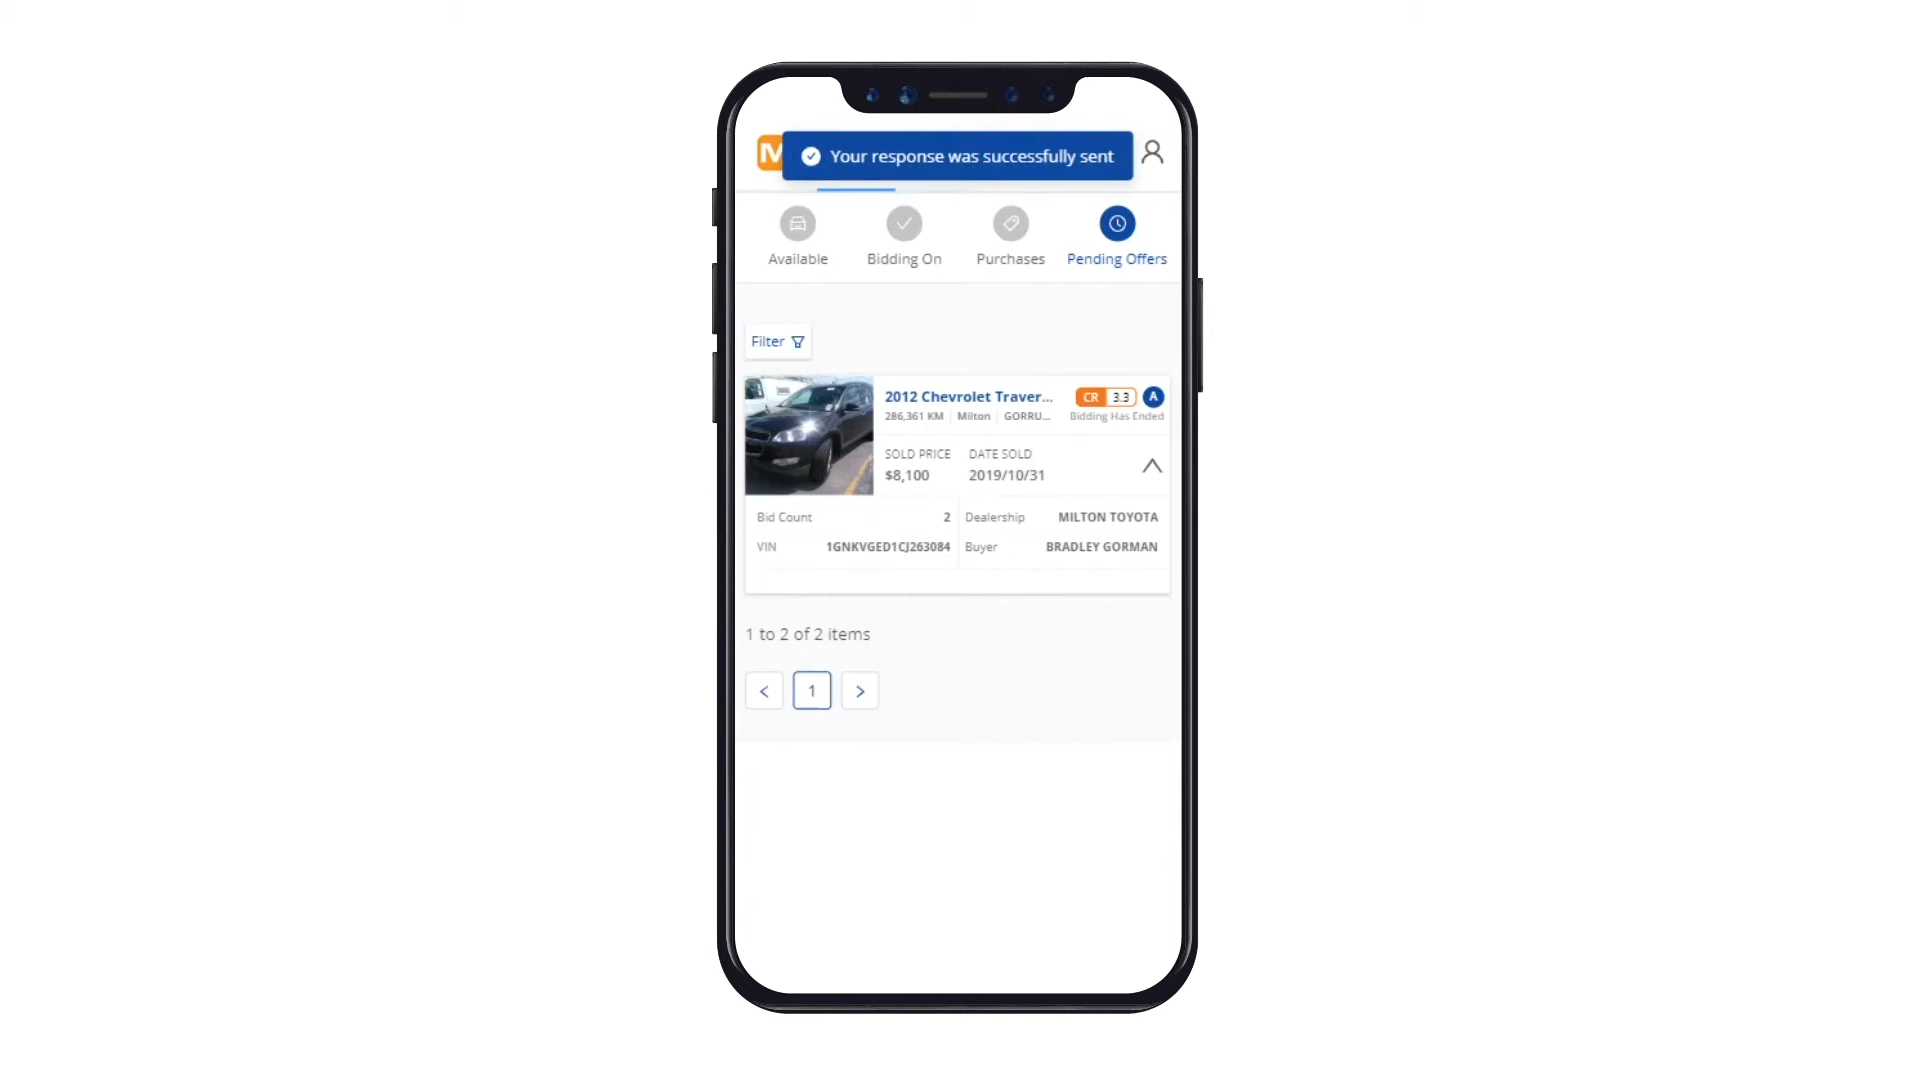 M
Your response was successfully sent
Available
Bidding On
Purchases
Pending Offers
Filter
2012 Chevrolet Traver...
CR 3.3 A
286,361 KM Milton GORRU...
Bidding Has Ended
SOLD PRICE
DATE SOLD
$8,100
2019/10/31
Bid Count 2
Dealership MILTON TOYOTA
VIN 1GNKVGED1CJ263084
Buyer BRADLEY GORMAN
1 to 2 of 2 items
< 1 >